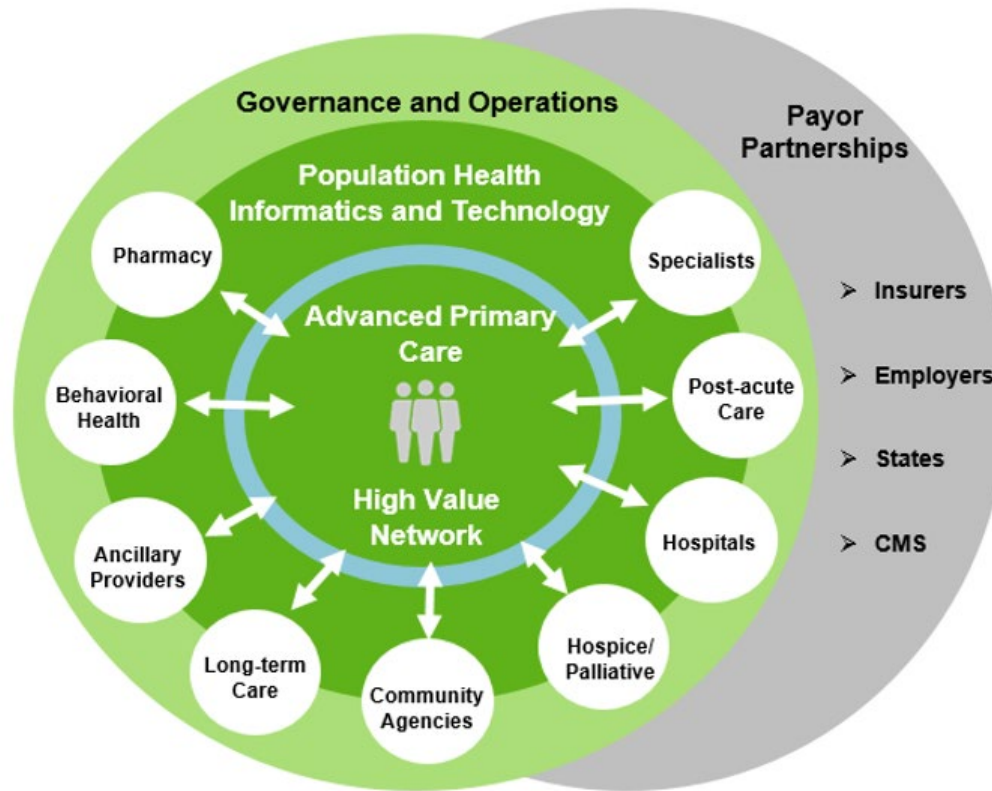 Governance and Operations
Payor
Partnerships
Population Health
Informatics and Technology
Pharmacy
Specialists
Insurers
Advanced Primary
Care
Employers
Behavioral
Health
Post-acute
Care
States
High Value
Network
Hospitals
CMS
Ancillary
Providers
Hospice/
Palliative
Long-term
Care
Community
Agencies